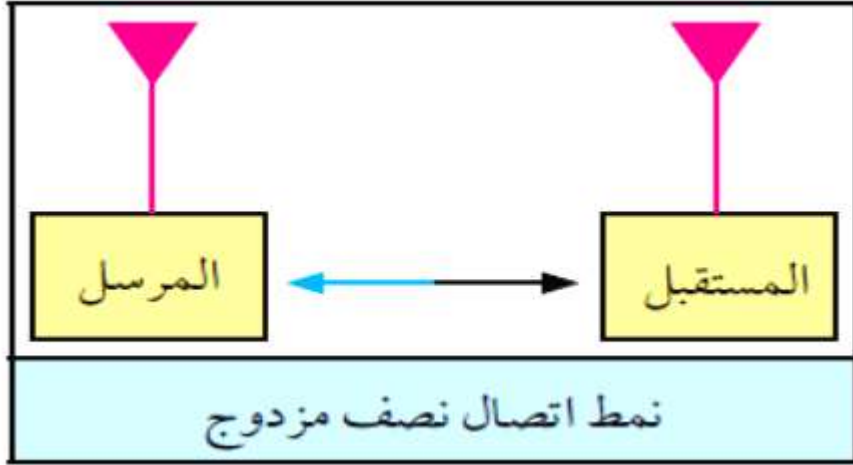 المرسل
المستقبل
نمط اتصال نصف مزدوج